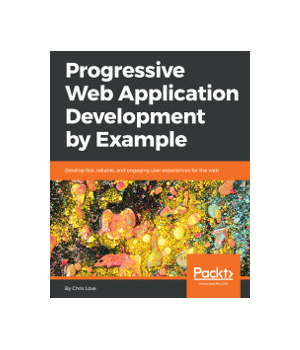 Progressive
Web Application
Development
by Example
Develop fast, reliable, and engaging user experiences for the web
Packt>
www.packt.com
By Chris Love